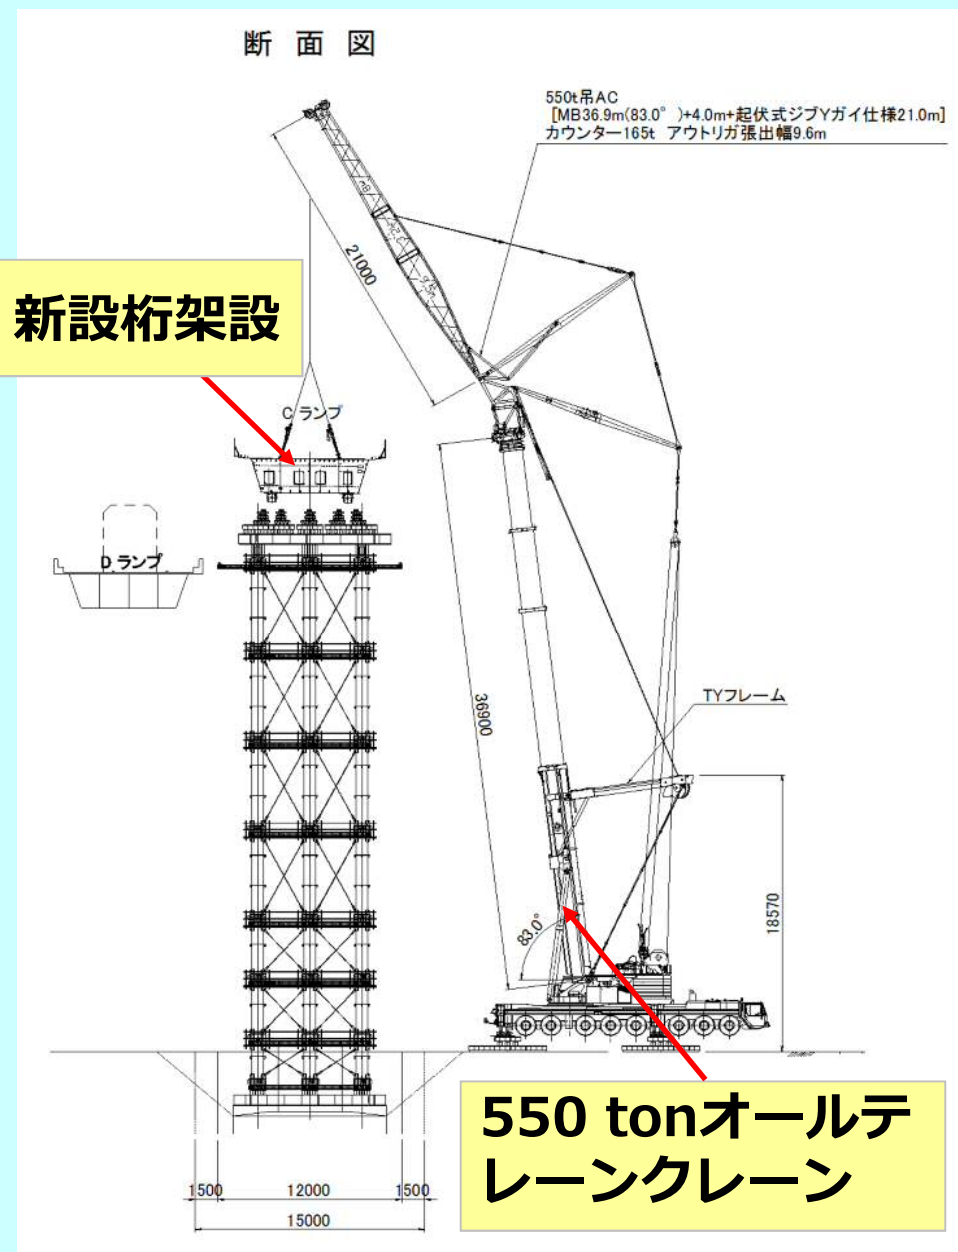 断 面 図
550t吊AC
[MB36.9m(83.0°)+4.0m+起伏式ジブYガイ仕様21.0m]
カウンター165t アウトリガ張出幅9.6m
21000
新設桁架設
C ランプ
D ランプ
36900
TYフレーム
18570
83.0°
550 tonオールテ
レーンクレーン
1500 12000 1500
15000